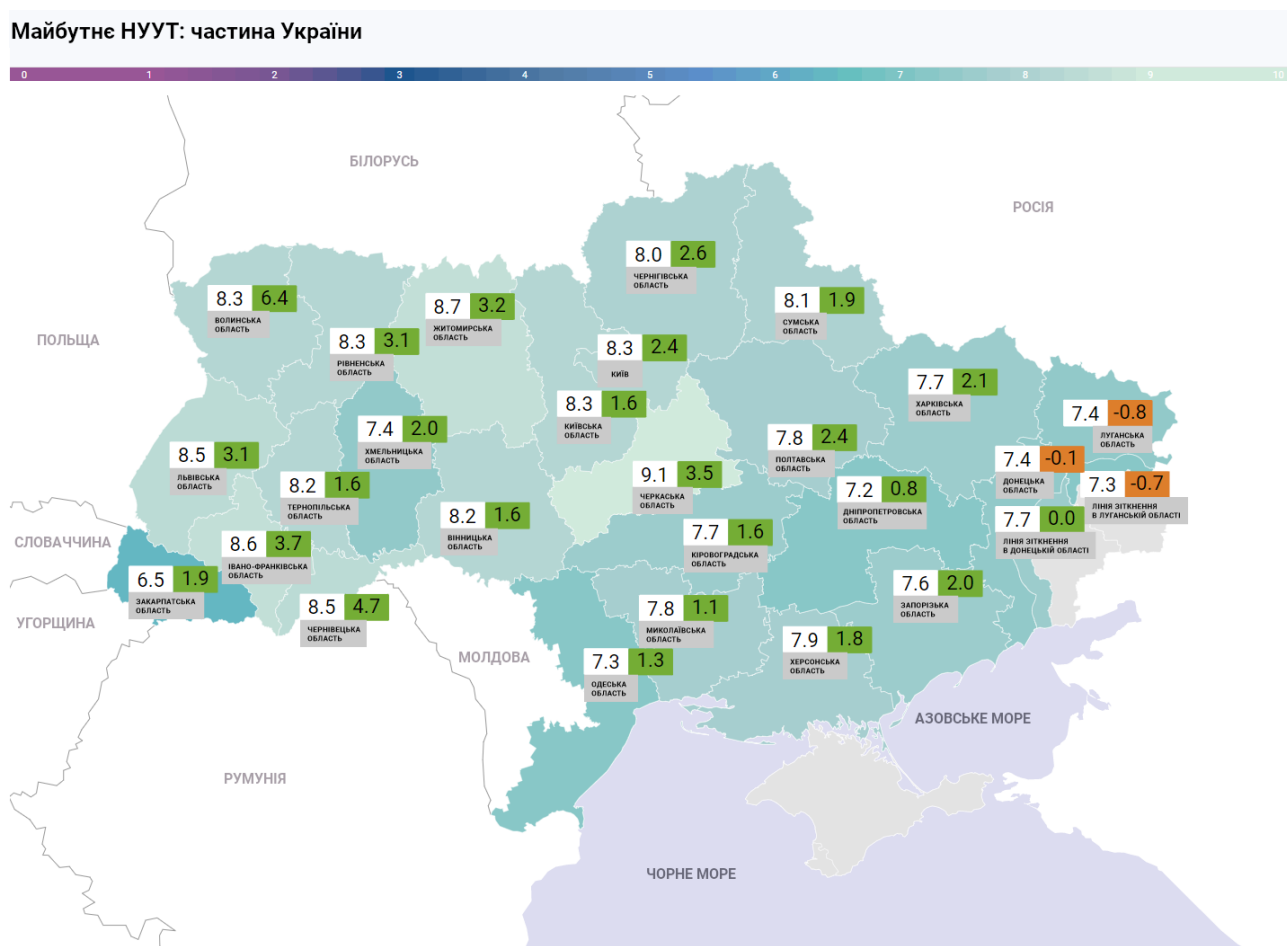 Майбутнє НУУТ: частина України
0 1 2 3 4 5 6 7 8 9 10
БІЛОРУСЬ
РОСІЯ
ПОЛЬЩА
СЛОВАЧЧИНА
УГОРЩИНА
МОЛДОВА
РУМУНІЯ
АЗОВСЬКЕ МОРЕ
ЧОРНЕ МОРЕ
8.0 2.6
ЧЕРНІГІВСЬКА
ОБЛАСТЬ
8.3 6.4
ВОЛИНСЬКА
ОБЛАСТЬ
8.7 3.2
ЖИТОМИРСЬКА
ОБЛАСТЬ
8.1 1.9
СУМСЬКА
ОБЛАСТЬ
8.3 3.1
РІВНЕНСЬКА
ОБЛАСТЬ
8.3 2.4
КИЇВ
7.7 2.1
ХАРКІВСЬКА
ОБЛАСТЬ
8.3 1.6
КИЇВСЬКА
ОБЛАСТЬ
7.4 -0.8
ЛУГАНСЬКА
ОБЛАСТЬ
7.4 2.0
ХМЕЛЬНИЦЬКА
ОБЛАСТЬ
7.8 2.4
ПОЛТАВСЬКА
ОБЛАСТЬ
8.5 3.1
ЛЬВІВСЬКА
ОБЛАСТЬ
7.4 -0.1
ДОНЕЦЬКА
ОБЛАСТЬ
9.1 3.5
ЧЕРКАСЬКА
ОБЛАСТЬ
8.2 1.6
ТЕРНОПІЛЬСЬКА
ОБЛАСТЬ
7.3 -0.7
ЛІНІЯ ЗІТКНЕННЯ
В ЛУГАНСЬКІЙ ОБЛАСТІ
7.2 0.8
ДНІПРОПЕТРОВСЬКА
ОБЛАСТЬ
8.2 1.6
ВІННИЦЬКА
ОБЛАСТЬ
7.7 0.0
ЛІНІЯ ЗІТКНЕННЯ
В ДОНЕЦЬКІЙ ОБЛАСТІ
7.7 1.6
КІРОВОГРАДСЬКА
ОБЛАСТЬ
8.6 3.7
ІВАНО-ФРАНКІВСЬКА
ОБЛАСТЬ
6.5 1.9
ЗАКАРПАТСЬКА
ОБЛАСТЬ
7.6 2.0
ЗАПОРІЗЬКА
ОБЛАСТЬ
8.5 4.7
ЧЕРНІВЕЦЬКА
ОБЛАСТЬ
7.8 1.1
МИКОЛАЇВСЬКА
ОБЛАСТЬ
7.9 1.8
ХЕРСОНСЬКА
ОБЛАСТЬ
7.3 1.3
ОДЕСЬКА
ОБЛАСТЬ